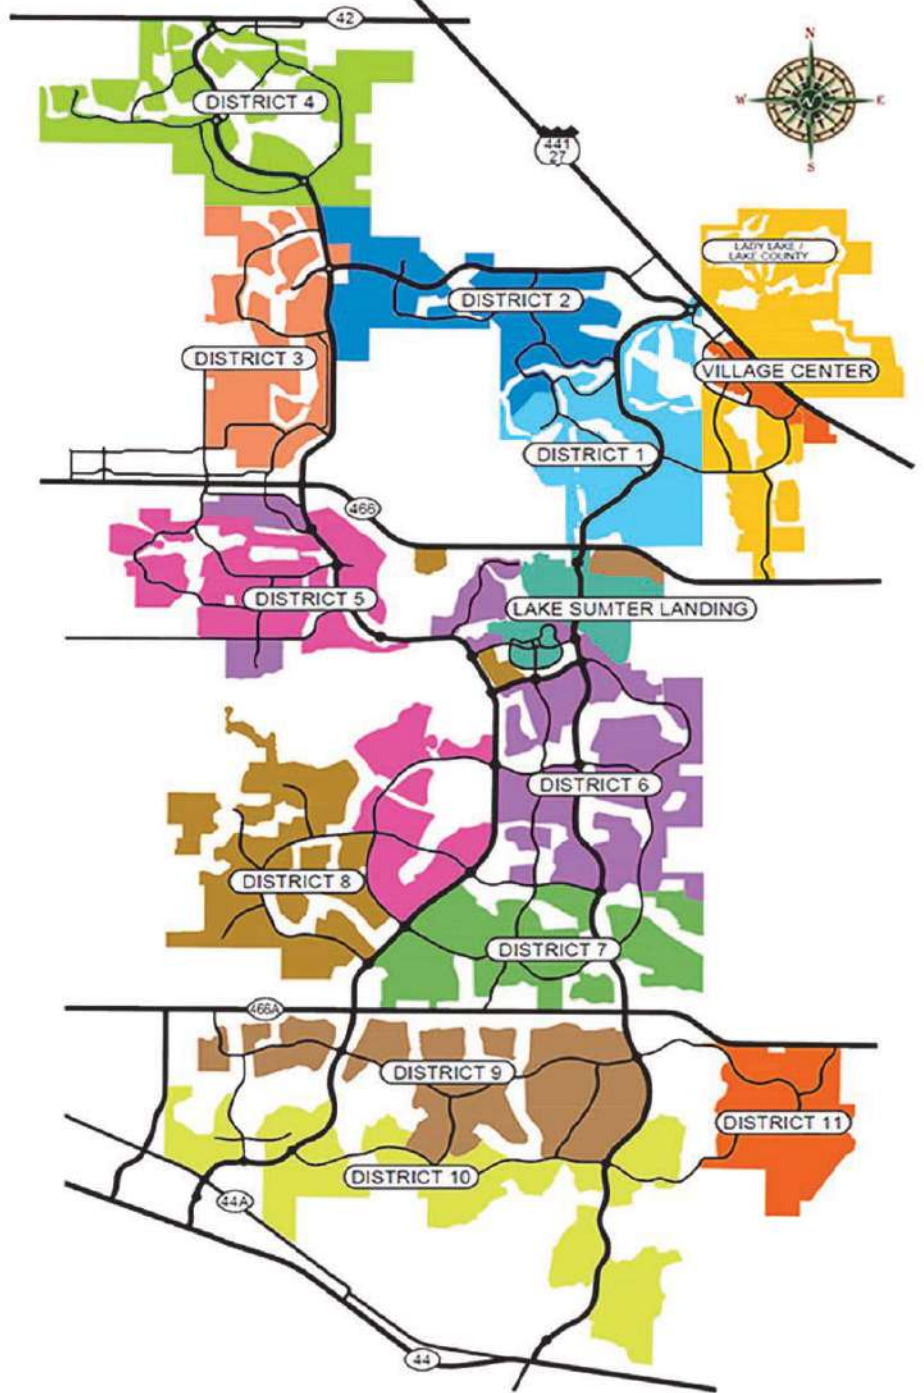 42
N
DISTRICT 4
W
E
441
27
S
LADY LAKE /
LAKE COUNTY
DISTRICT 2
DISTRICT 3
VILLAGE CENTER
DISTRICT 1
466
DISTRICT 5
LAKE SUMTER LANDING
DISTRICT 6
DISTRICT 8
DISTRICT 7
466A
DISTRICT 9
DISTRICT 11
DISTRICT 10
44A
44